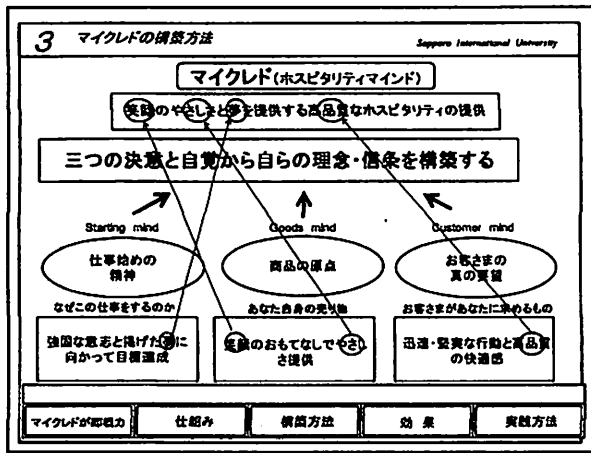 3 マイクレドの構築方法
Sapporo International University
マイクレド(ホスピタリティマインド)
笑顔のやさしさと夢を提供する高品質なホスピタリティの提供
三つの決意と自覚から自らの理念・信条を構築する
Starting mind
Goods mind
Customer mind
仕事始めの
精神
商品の原点
お客さまの
真の要望
なぜこの仕事をするのか
あなた自身の売り物
お客さまがあなたに求めるもの
強固な意志と掲げた夢に
向かって目標達成
笑顔のおもてなしでやさし
さ提供
迅速・堅実な行動と高品質
の快適感
マイクレドが即戦力
仕組み
構築方法
効果
実践方法